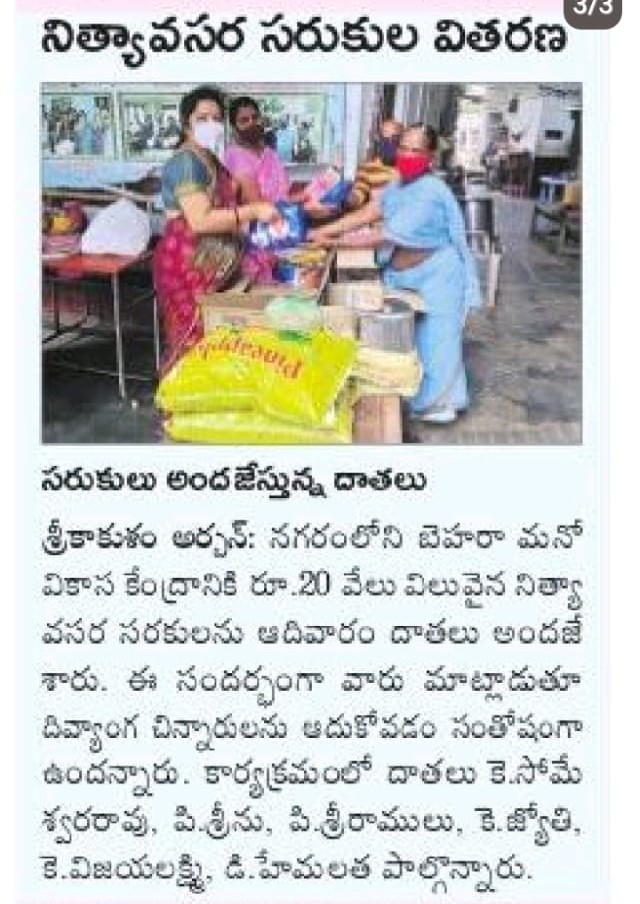 3/3
నిత్యావసర సరుకుల వితరణ
Pineapple
సరుకులు అందజేస్తున్న దాతలు
శ్రీకాకుళం అర్బన్: నగరంలోని బెహరా మనో
వికాస కేంద్రానికి రూ.20 వేలు విలువైన నిత్యా
వసర సరకులను ఆదివారం దాతలు అందజే
శారు. ఈ సందర్భంగా వారు మాట్లాడుతూ
దివ్యాంగ చిన్నారులను ఆదుకోవడం సంతోషంగా
ఉందన్నారు. కార్యక్రమంలో దాతలు కె.సోమే
శ్వరరావు, పి.శ్రీను, పి.శ్రీరాములు, కె.జ్యోతి,
కె.విజయలక్ష్మి, డి.హేమలత పాల్గొన్నారు.